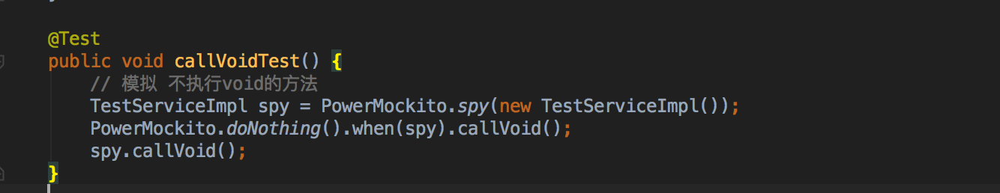 @Test
public void callVoidTest() {
// 模拟 不执行void的方法
TestServiceImpl spy = PowerMockito.spy(new TestServiceImpl());
PowerMockito.doNothing().when(spy).callVoid();
spy.callVoid();
}